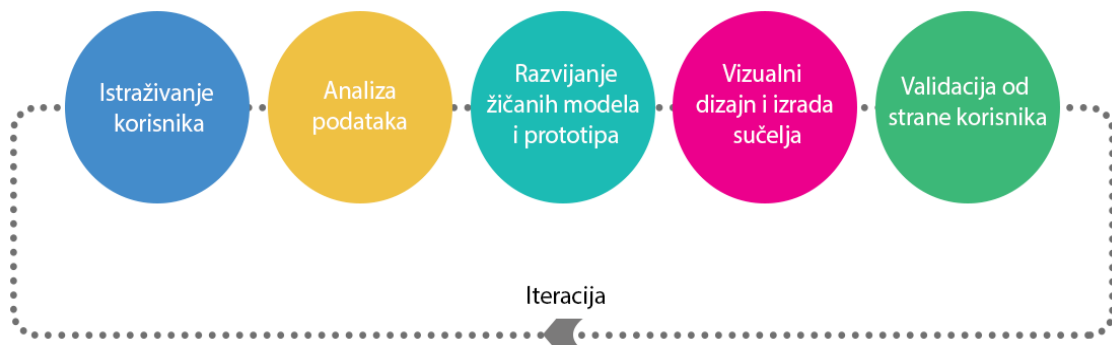 Istraživanje
korisnika
Analiza
podataka
Razvijanje
žičanih modela
i prototipa
Vizualni
dizajn i izrada
sučelja
Validacija od
strane korisnika
Iteracija